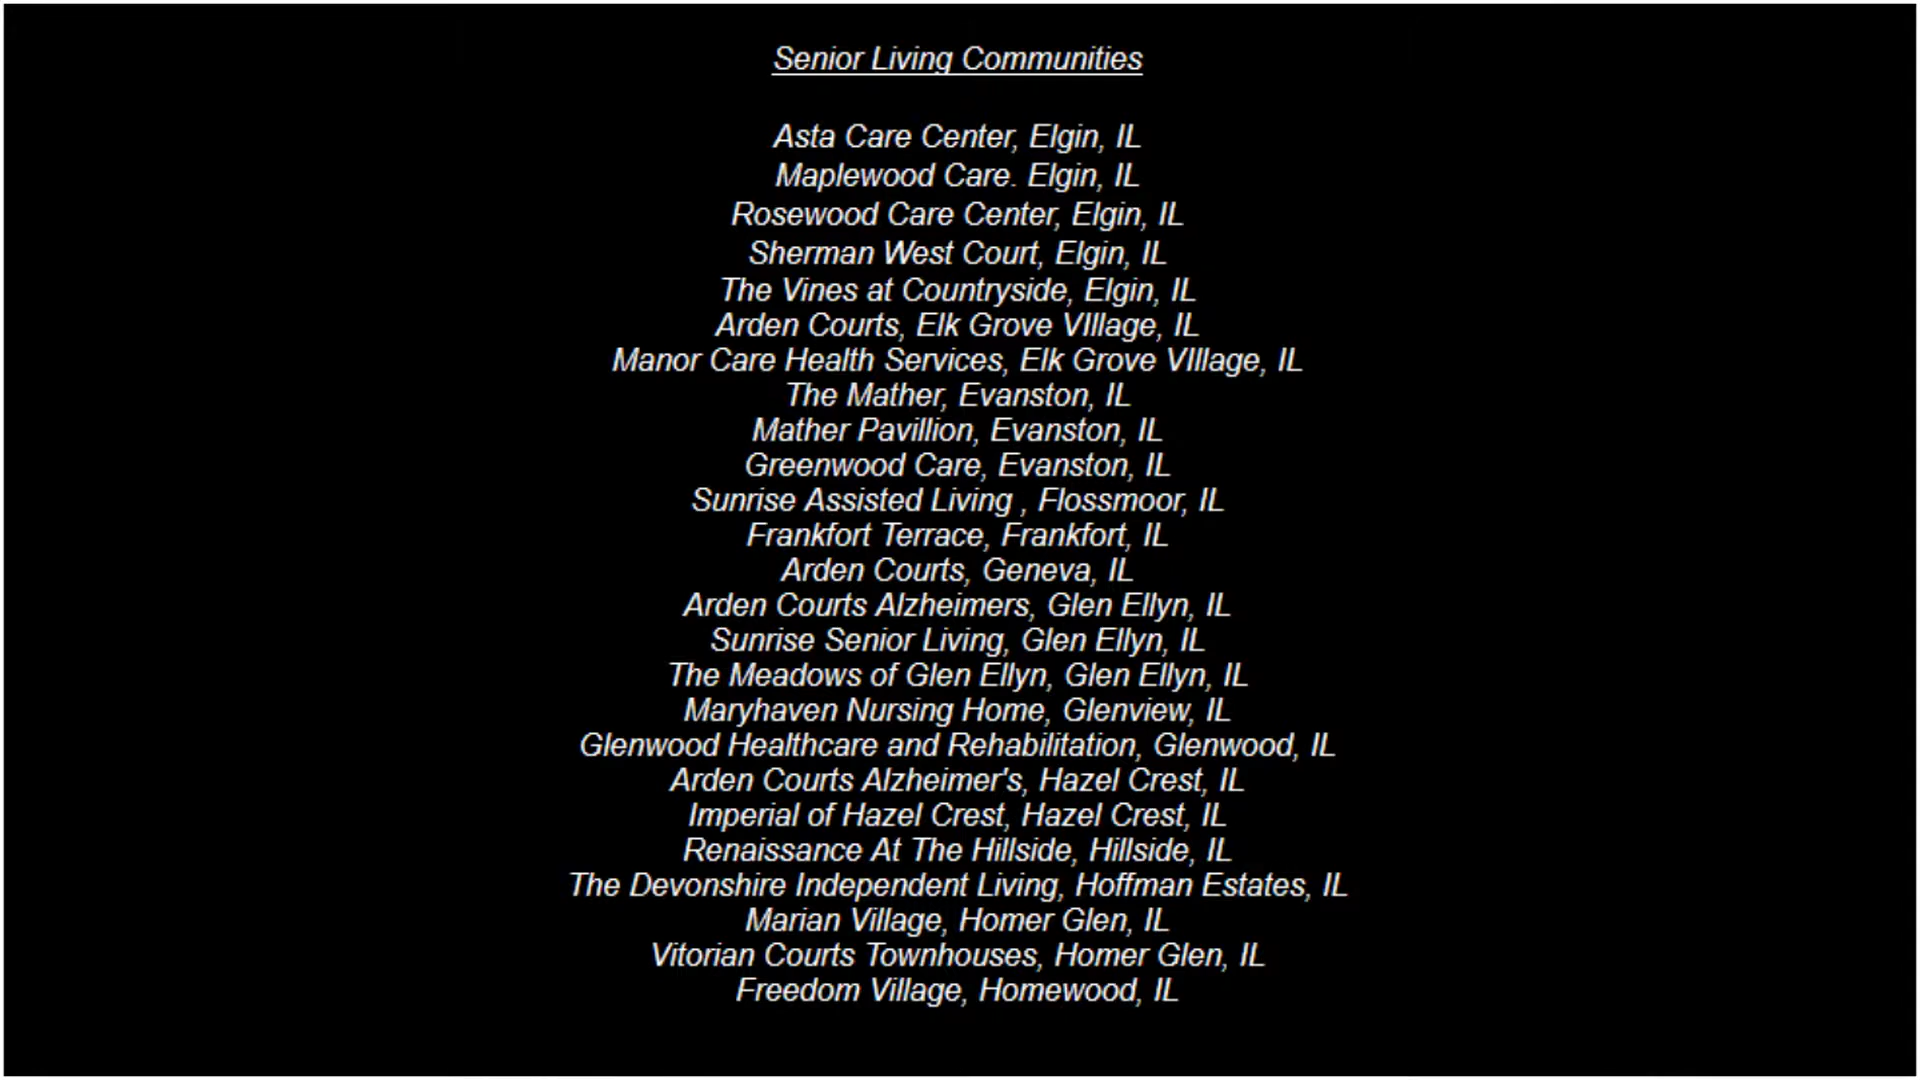 Senior Living Communities
Asta Care Center, Elgin, IL
Maplewood Care. Elgin, IL
Rosewood Care Center, Elgin, IL
Sherman West Court, Elgin, IL
The Vines at Countryside, Elgin, IL
Arden Courts, Elk Grove VIllage, IL
Manor Care Health Services, Elk Grove VIllage, IL
The Mather, Evanston, IL
Mather Pavillion, Evanston, IL
Greenwood Care, Evanston, IL
Sunrise Assisted Living , Flossmoor, IL
Frankfort Terrace, Frankfort, IL
Arden Courts, Geneva, IL
Arden Courts Alzheimers, Glen Ellyn, IL
Sunrise Senior Living, Glen Ellyn, IL
The Meadows of Glen Ellyn, Glen Ellyn, IL
Maryhaven Nursing Home, Glenview, IL
Glenwood Healthcare and Rehabilitation, Glenwood, IL
Arden Courts Alzheimer's, Hazel Crest, IL
Imperial of Hazel Crest, Hazel Crest, IL
Renaissance At The Hillside, Hillside, IL
The Devonshire Independent Living, Hoffman Estates, IL
Marian Village, Homer Glen, IL
Vitorian Courts Townhouses, Homer Glen, IL
Freedom Village, Homewood, IL